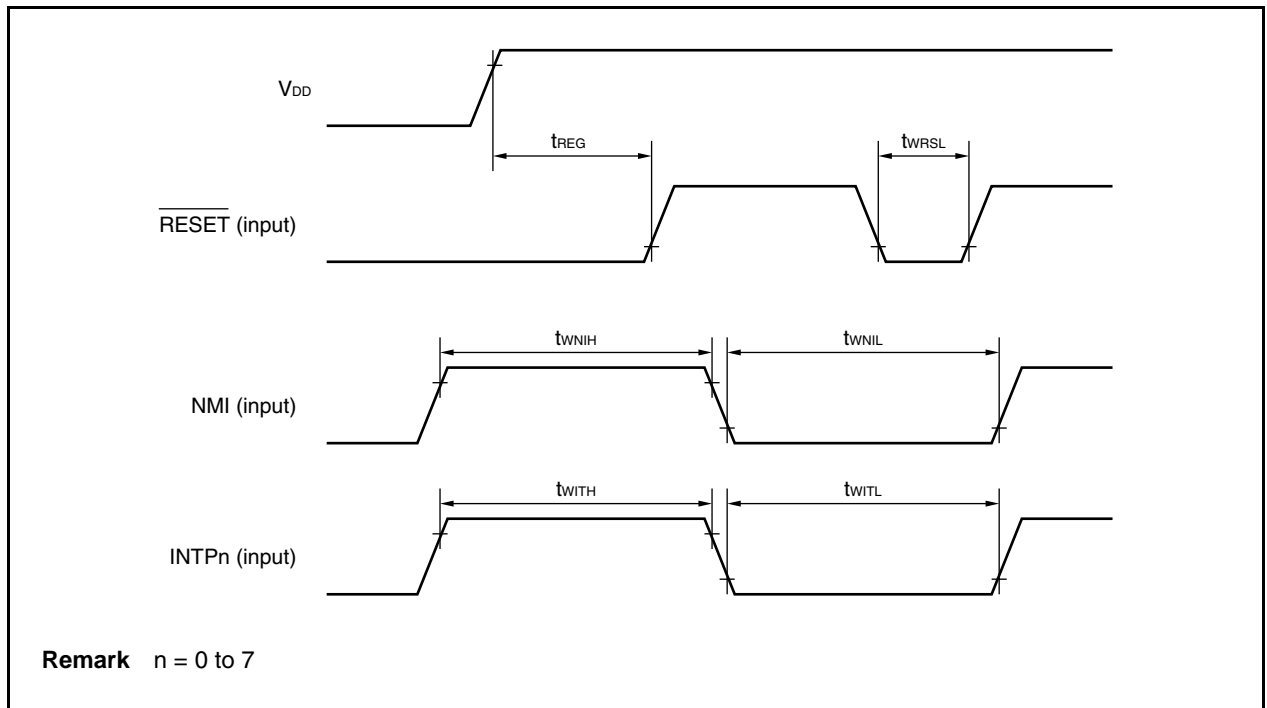 VDD
tREG
tWRSL
RESET (input)
tWNIH
tWNIL
NMI (input)
tWITH
tWITL
INTPn (input)
Remark n = 0 to 7